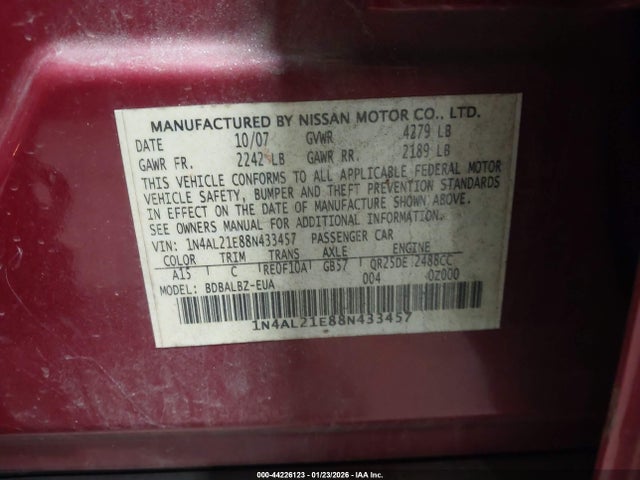 MANUFACTURED BY NISSAN MOTOR CO., LTD.
DATE 10/07 GVWR 4279 LB
GAWR FR. 2242 LB GAWR RR. 2189 LB
THIS VEHICLE CONFORMS TO ALL APPLICABLE FEDERAL MOTOR
VEHICLE SAFETY, BUMPER AND THEFT PREVENTION STANDARDS
IN EFFECT ON THE DATE OF MANUFACTURE SHOWN ABOVE.
SEE OWNERS MANUAL FOR ADDITIONAL INFORMATION.
VIN: 1N4AL21E88N433457 PASSENGER CAR
COLOR TRIM TRANS AXLE ENGINE
A15 C RE0F10A GB57 QR25DE 2488CC
MODEL: BDBALBZ-EUA 004 0Z000
1N4AL21E88N433457
000-44226123 - 01/23/2026 - IAA Inc.